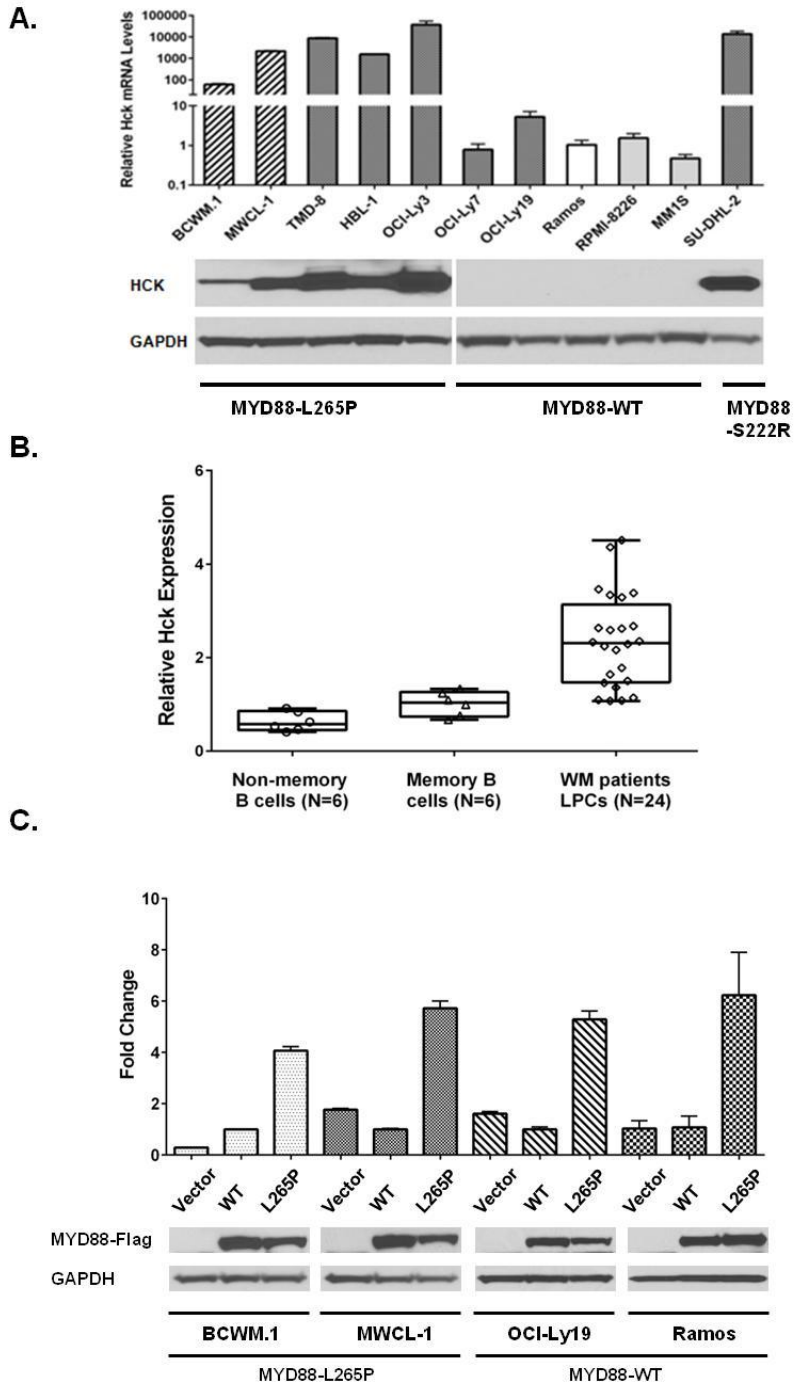 A.
Relative Hck mRNA Levels
100000
10000
1000
100
10
1
0.1
BCWM.1
MWCL-1
TMD-8
HBL-1
OCI-Ly3
OCI-Ly7
OCI-Ly19
Ramos
RPMI-8226
MM1S
SU-DHL-2
HCK
GAPDH
MYD88-L265P
MYD88-WT
MYD88
-S222R
B.
Relative Hck Expression
6
4
2
0
Non-memory
B cells (N=6)
Memory B
cells (N=6)
WM patients
LPCs (N=24)
C.
Fold Change
10
8
6
4
2
0
Vector
WT
L265P
Vector
WT
L265P
Vector
WT
L265P
Vector
WT
L265P
MYD88-Flag
GAPDH
BCWM.1
MWCL-1
OCI-Ly19
Ramos
MYD88-L265P
MYD88-WT